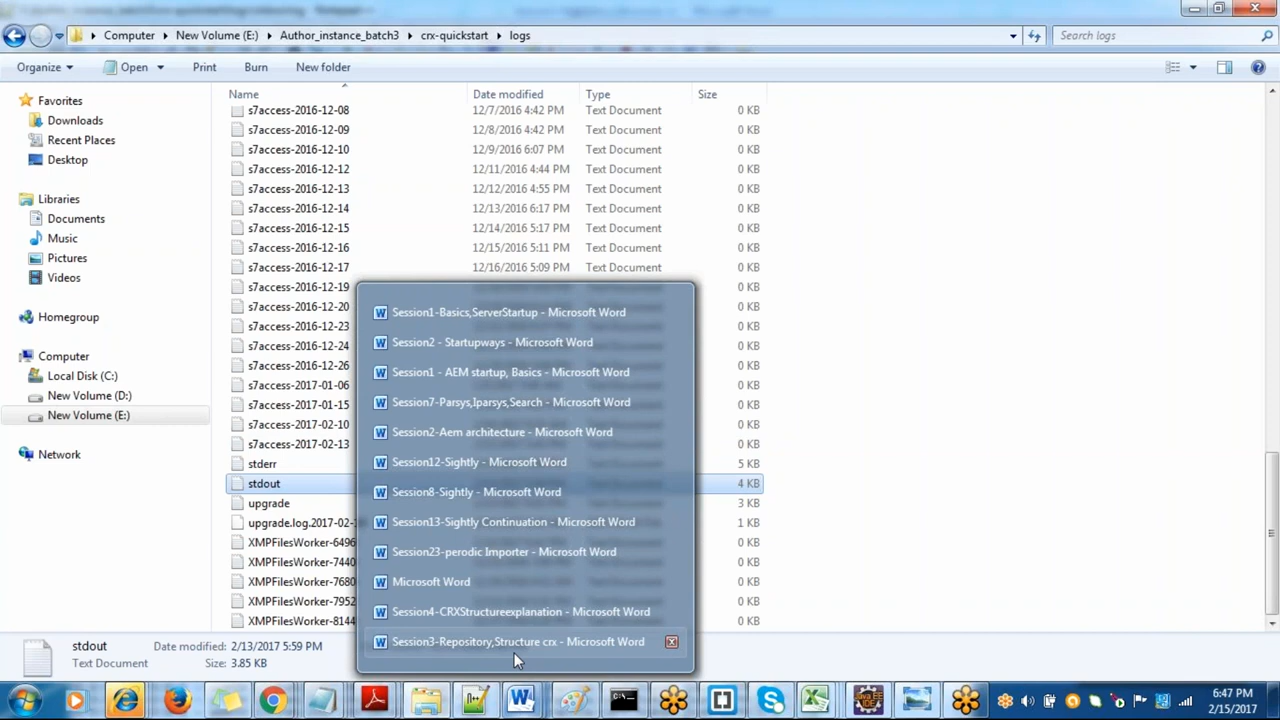 Computer New Volume (E:) Author_instance_batch3 crx-quickstart logs Search logs
Organize Open Print Burn New folder
Name Date modified Type Size
Favorites
Downloads
Recent Places
Desktop
Libraries
Documents
Music
Pictures
Videos
Homegroup
Computer
Local Disk (C:)
New Volume (D:)
New Volume (E:)
Network
s7access-2016-12-08 12/7/2016 4:42 PM Text Document 0 KB
s7access-2016-12-09 12/8/2016 4:42 PM Text Document 0 KB
s7access-2016-12-10 12/9/2016 6:07 PM Text Document 0 KB
s7access-2016-12-12 12/11/2016 4:44 PM Text Document 0 KB
s7access-2016-12-13 12/12/2016 4:55 PM Text Document 0 KB
s7access-2016-12-14 12/13/2016 6:17 PM Text Document 0 KB
s7access-2016-12-15 12/14/2016 5:17 PM Text Document 0 KB
s7access-2016-12-16 12/15/2016 5:11 PM Text Document 0 KB
s7access-2016-12-17 12/16/2016 5:09 PM Text Document 0 KB
s7access-2016-12-19 0 KB
s7access-2016-12-20 0 KB
s7access-2016-12-23 0 KB
s7access-2016-12-24 0 KB
s7access-2016-12-26 0 KB
s7access-2017-01-06 0 KB
s7access-2017-01-15 0 KB
s7access-2017-02-10 0 KB
s7access-2017-02-13 0 KB
stderr 5 KB
stdout 4 KB
upgrade 3 KB
upgrade.log.2017-02- 1 KB
XMPFilesWorker-6496 0 KB
XMPFilesWorker-7440 0 KB
XMPFilesWorker-7680 0 KB
XMPFilesWorker-7952 0 KB
XMPFilesWorker-8144 0 KB
Session1-Basics,ServerStartup - Microsoft Word
Session2 - Startupways - Microsoft Word
Session1 - AEM startup, Basics - Microsoft Word
Session7-Parsys,Iparsys,Search - Microsoft Word
Session2-Aem architecture - Microsoft Word
Session12-Sightly - Microsoft Word
Session8-Sightly - Microsoft Word
Session13-Sightly Continuation - Microsoft Word
Session23-perodic Importer - Microsoft Word
Microsoft Word
Session4-CRXStructureexplanation - Microsoft Word
Session3-Repository,Structure crx - Microsoft Word
stdout Date modified: 2/13/2017 5:59 PM
Text Document Size: 3.85 KB
6:47 PM
2/15/2017